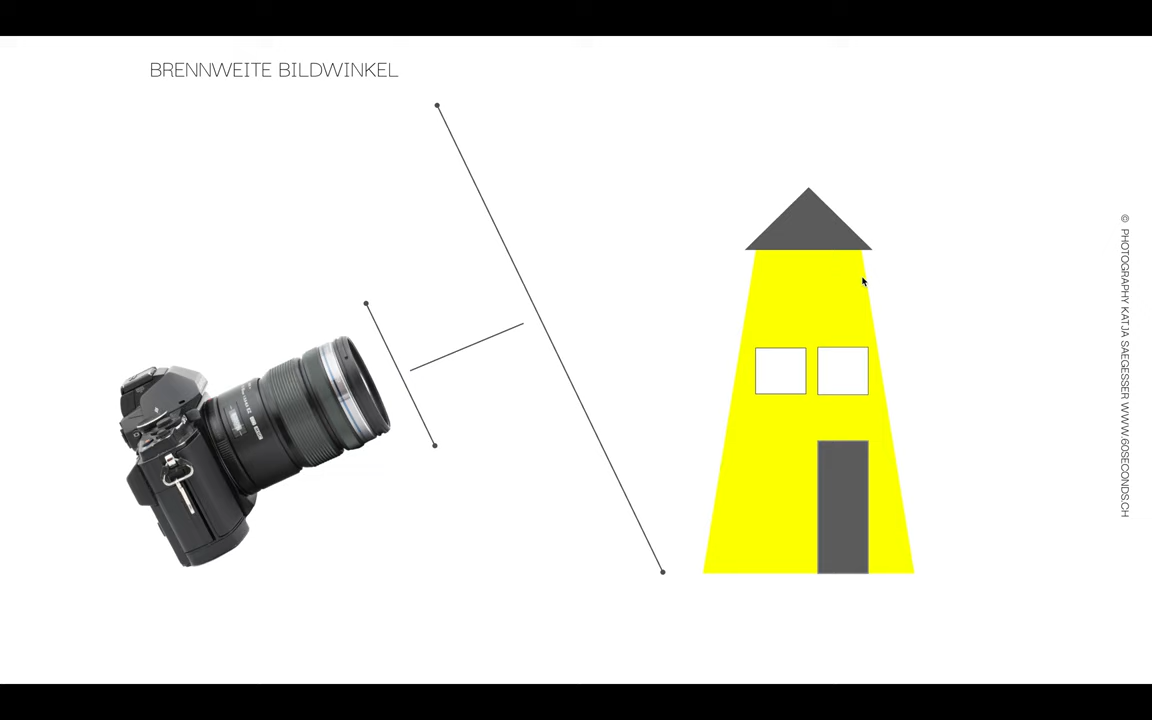 BRENNWEITE BILDWINKEL
© PHOTOGRAPHY KATJA SAEGESSER WWW.60SECONDS.CH